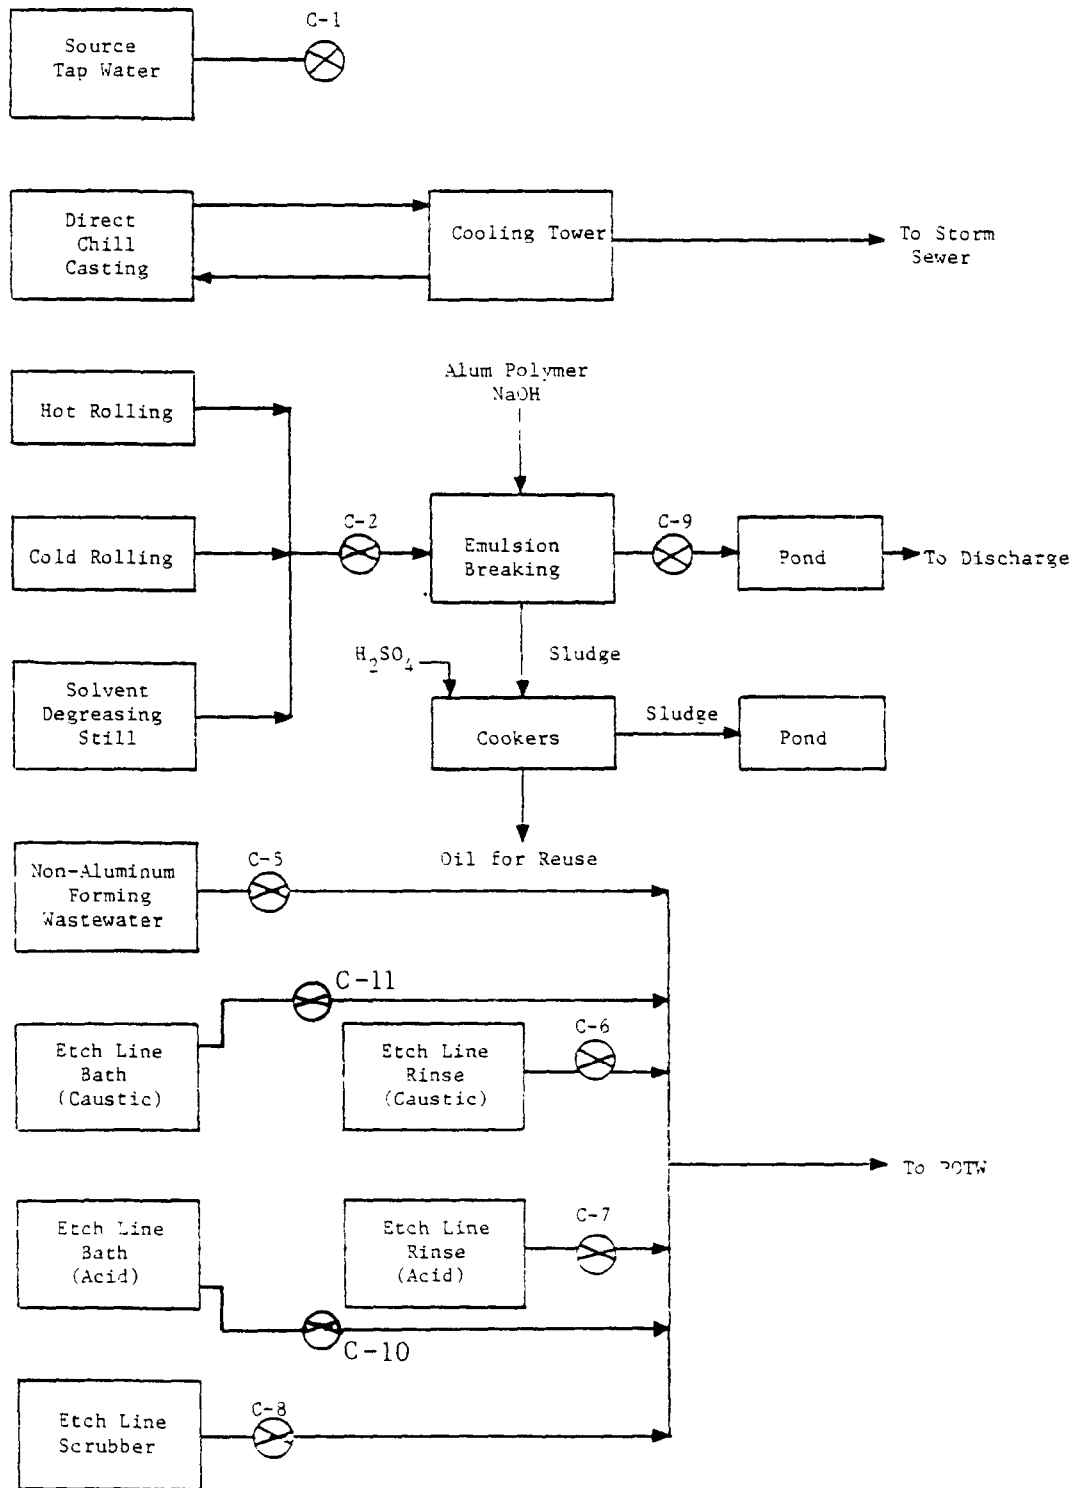 C-1
Source
Tap Water
Direct
Chill
Casting
Cooling Tower
To Storm
Sewer
Alum Polymer
NaOH
Hot Rolling
Cold Rolling
C-2
Emulsion
Breaking
C-9
Pond
To Discharge
H₂SO₄
Sludge
Solvent
Degreasing
Still
Cookers
Sludge
Pond
Oil for Reuse
Non-Aluminum
Forming
Wastewater
C-5
C-11
Etch Line
Bath
(Caustic)
Etch Line
Rinse
(Caustic)
C-6
To POTW
Etch Line
Bath
(Acid)
Etch Line
Rinse
(Acid)
C-7
C-10
Etch Line
Scrubber
C-8